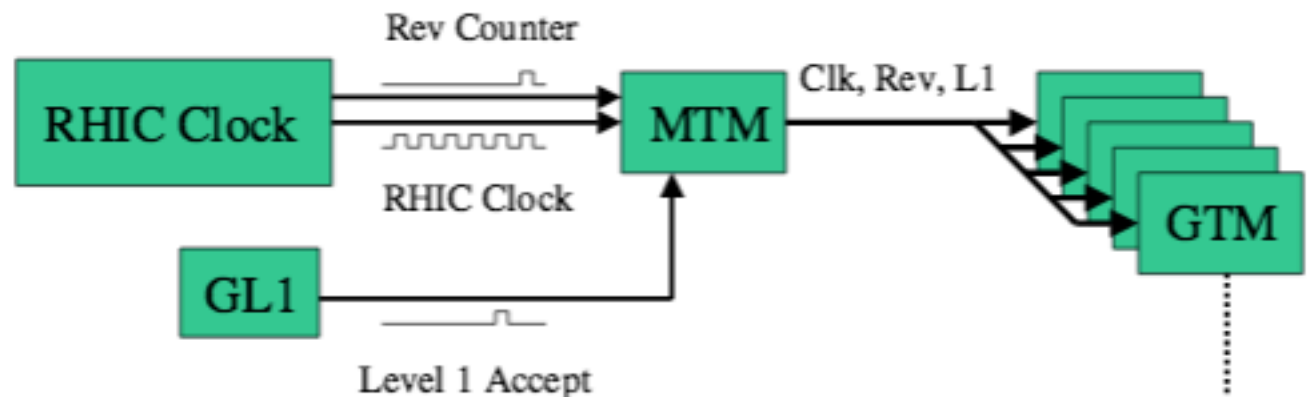 Rev Counter
RHIC Clock
MTM
Clk, Rev, L1
RHIC Clock
GTM
GL1
Level 1 Accept